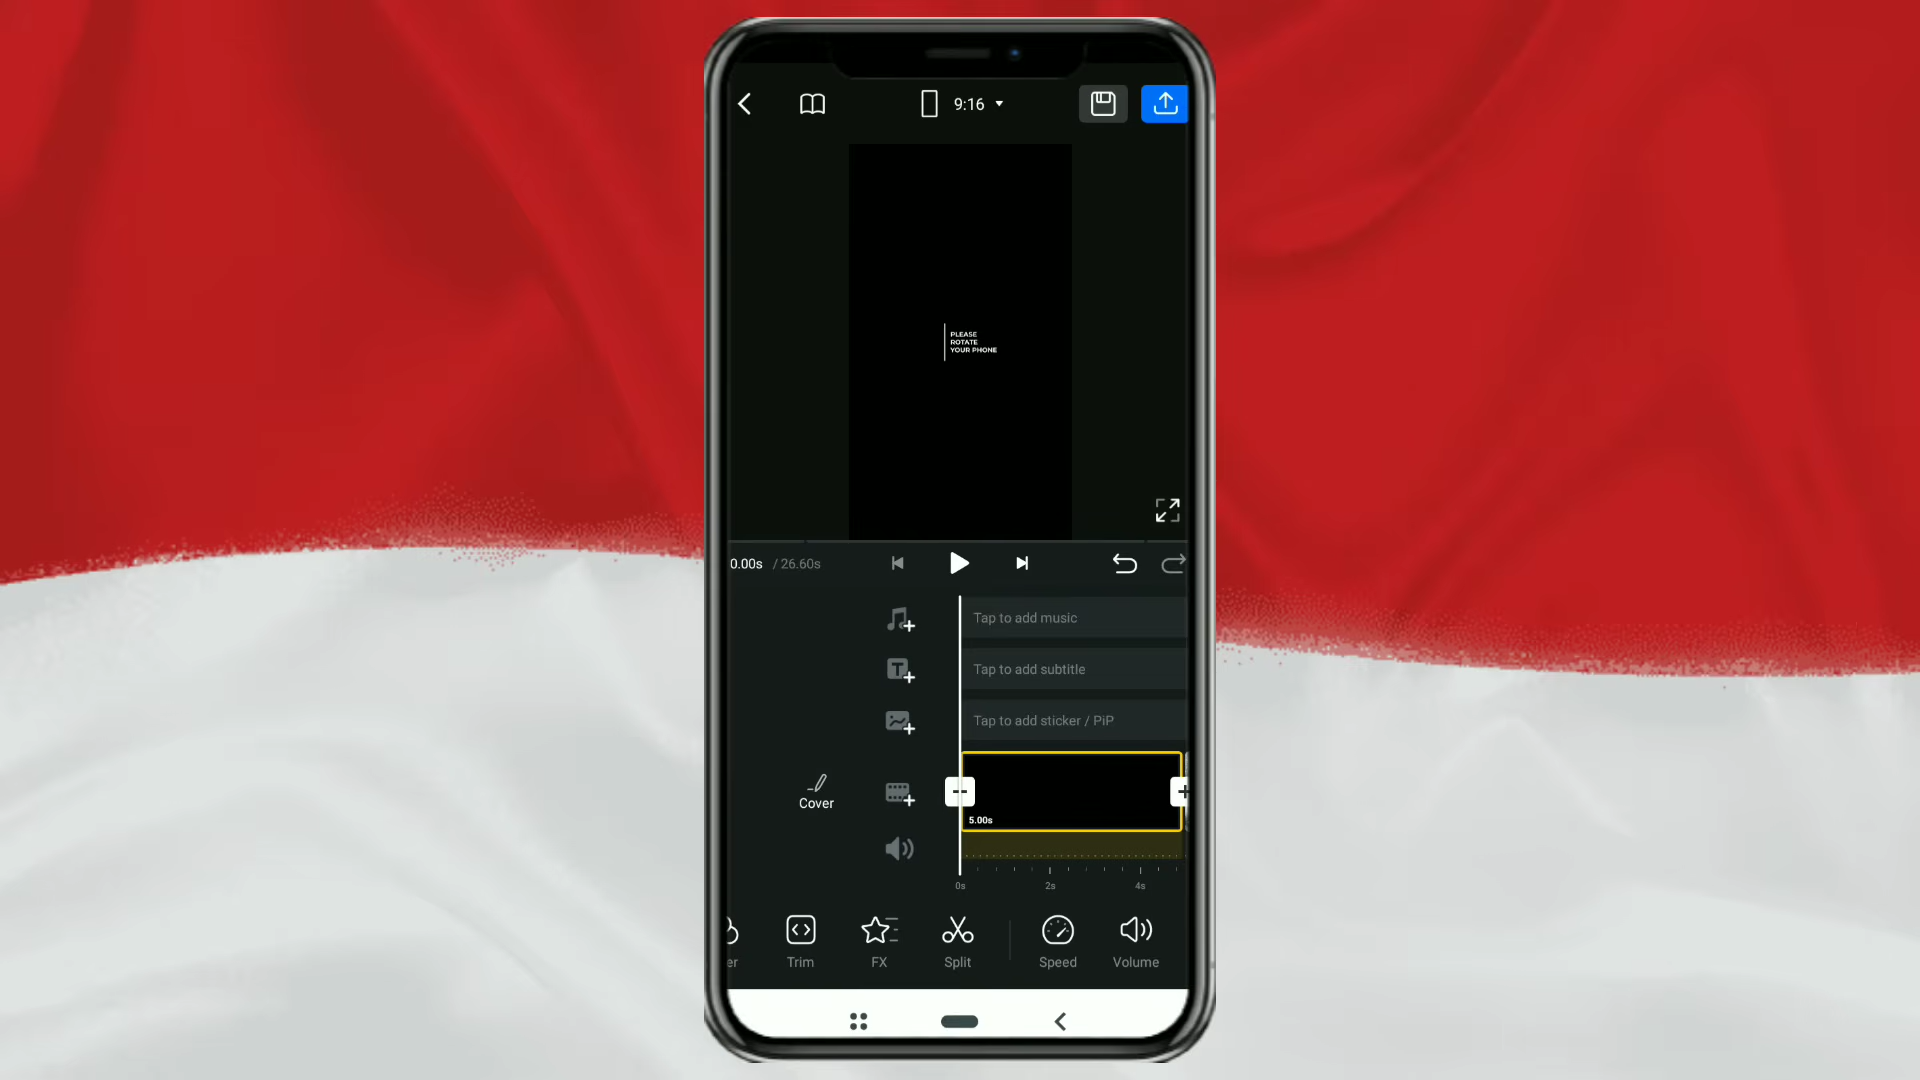 9:16
PLEASE
ROTATE
YOUR PHONE
0.00s / 26.60s
Tap to add music
Tap to add subtitle
Tap to add sticker / PiP
Cover
5.00s
0s 2s 4s
er Trim FX Split Speed Volume